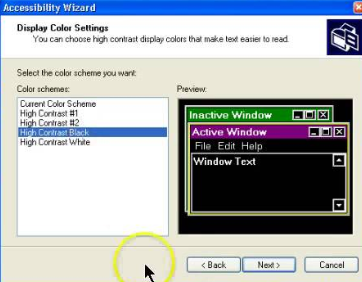 Accessibility Wizard
Display Color Settings
You can choose high contrast display colors that make text easier to read.
Select the color scheme you want:
Color schemes:
Current Color Scheme
High Contrast #1
High Contrast #2
High Contrast Black
High Contrast White
Preview:
Inactive Window
Active Window
File Edit Help
Window Text
< Back
Next >
Cancel